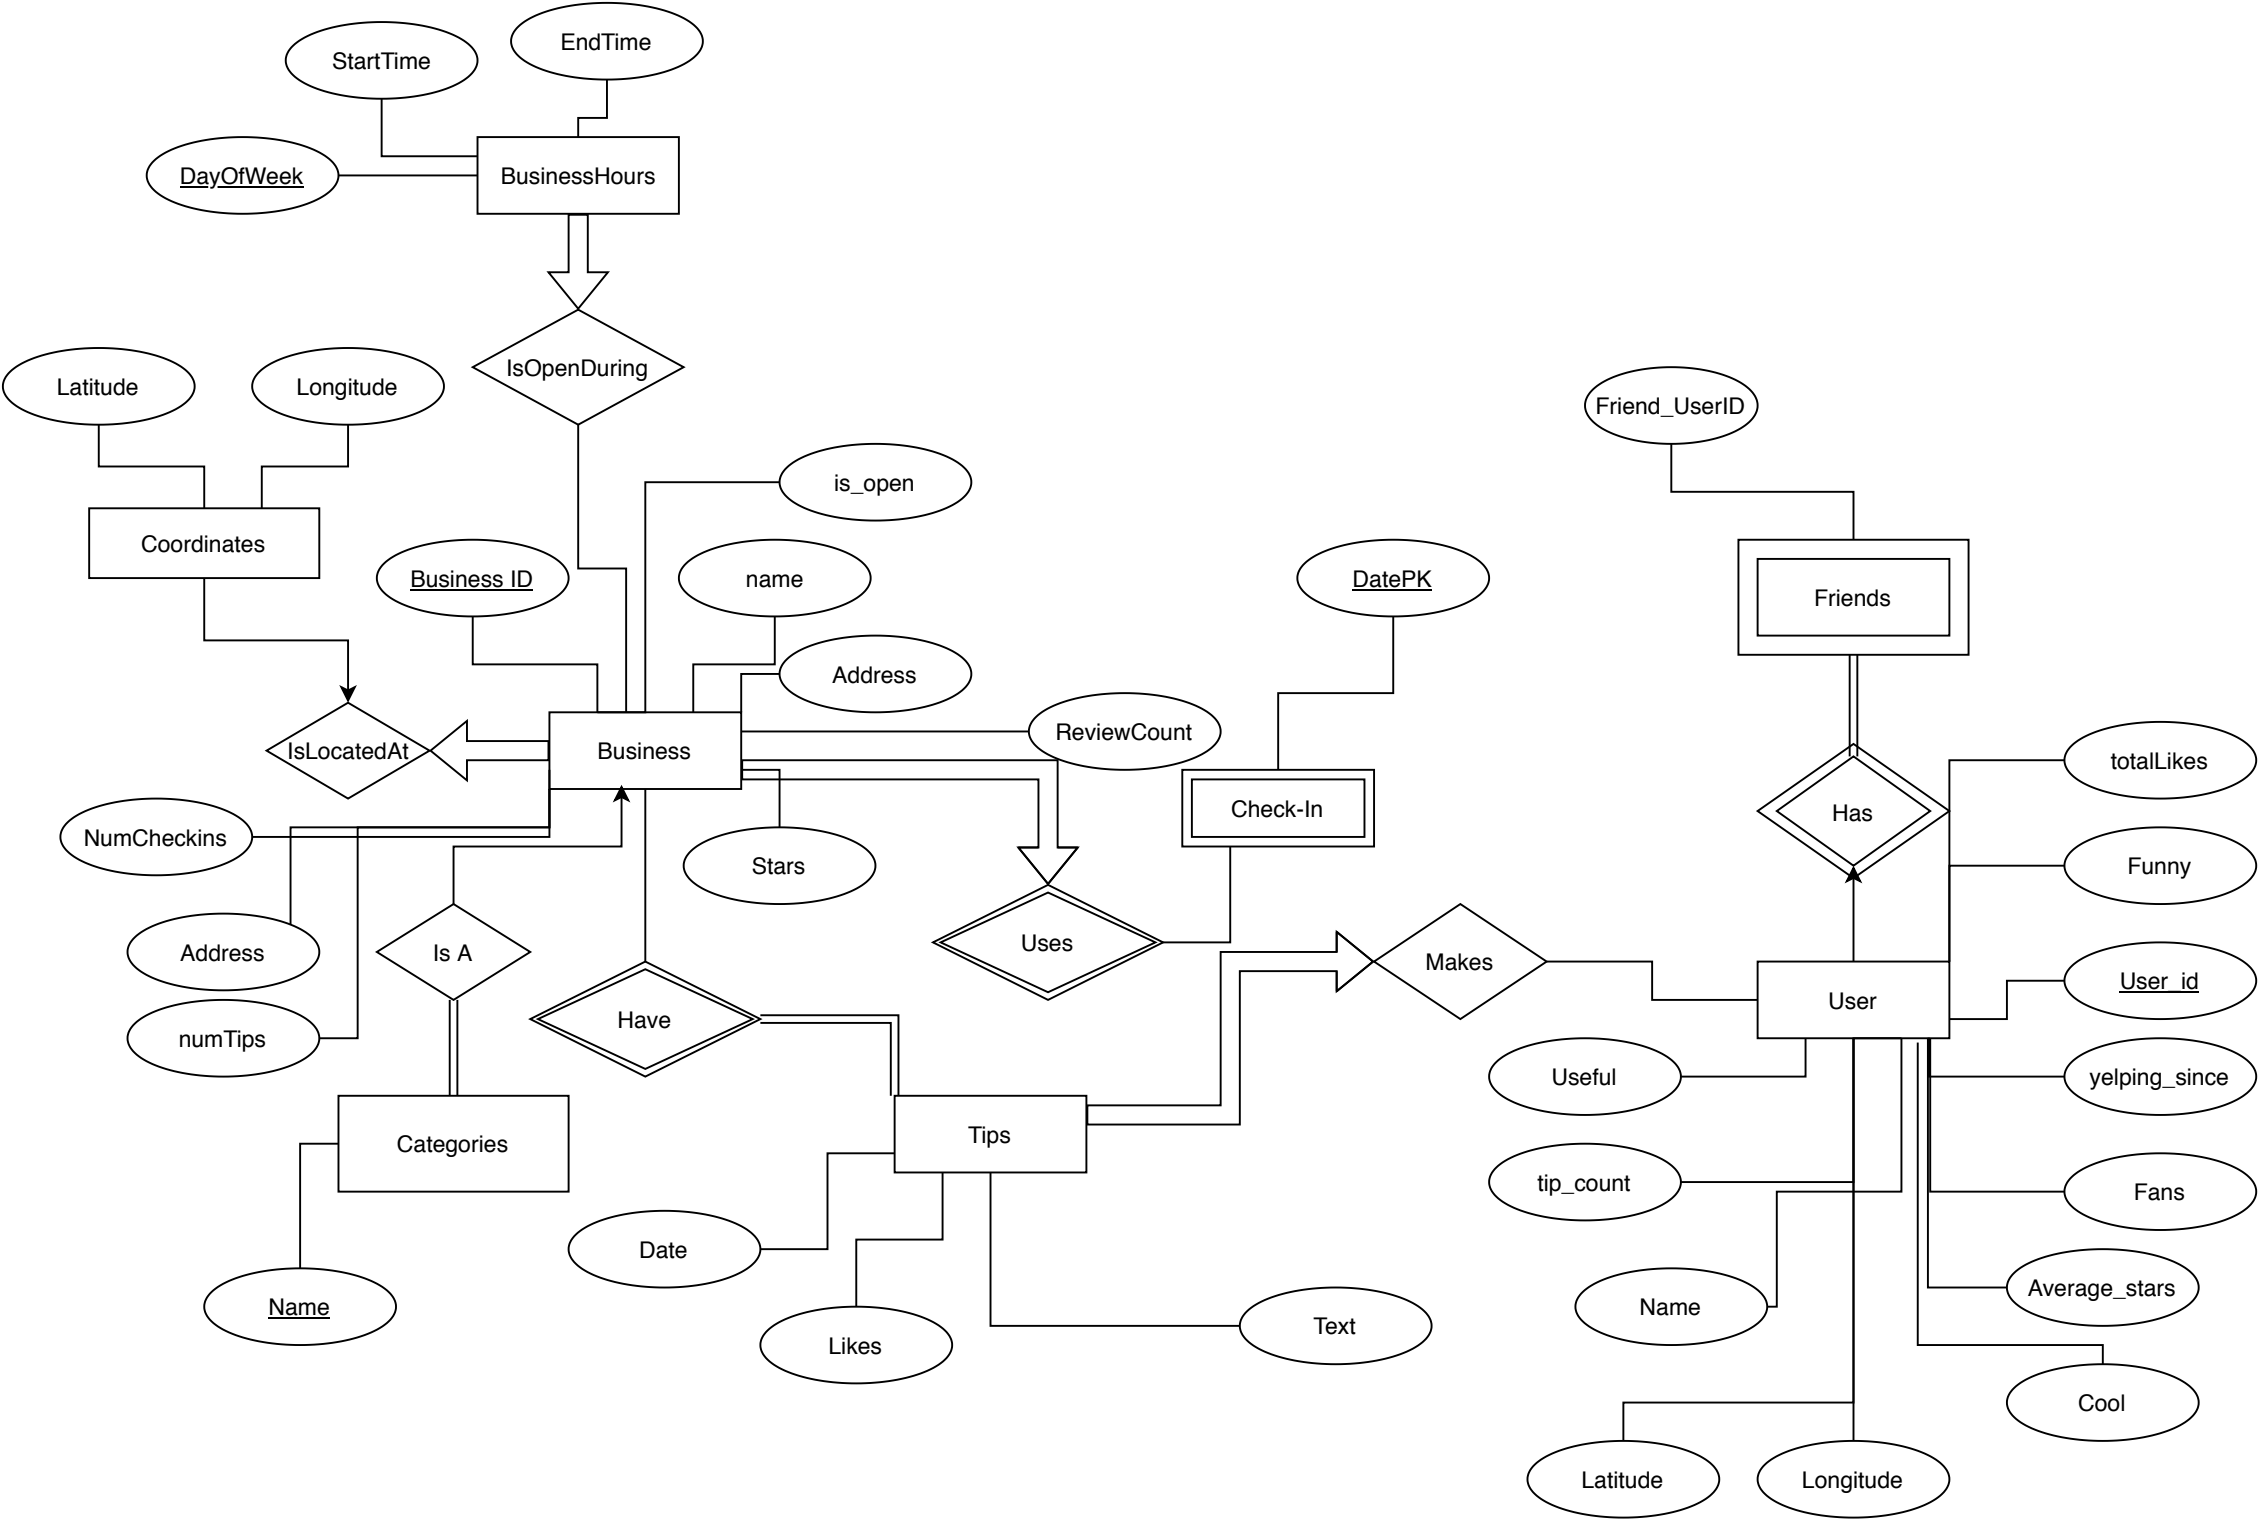 EndTime
StartTime
DayOfWeek
BusinessHours
IsOpenDuring
Latitude
Longitude
Friend_UserID
is_open
Coordinates
Business ID
name
DatePK
Friends
Address
ReviewCount
IsLocatedAt
Business
totalLikes
Check-In
Has
NumCheckins
Stars
Funny
Uses
Address
Is A
Makes
User_id
User
Have
numTips
Useful
yelping_since
Tips
Categories
tip_count
Fans
Date
Average_stars
Name
Name
Text
Likes
Cool
Latitude
Longitude